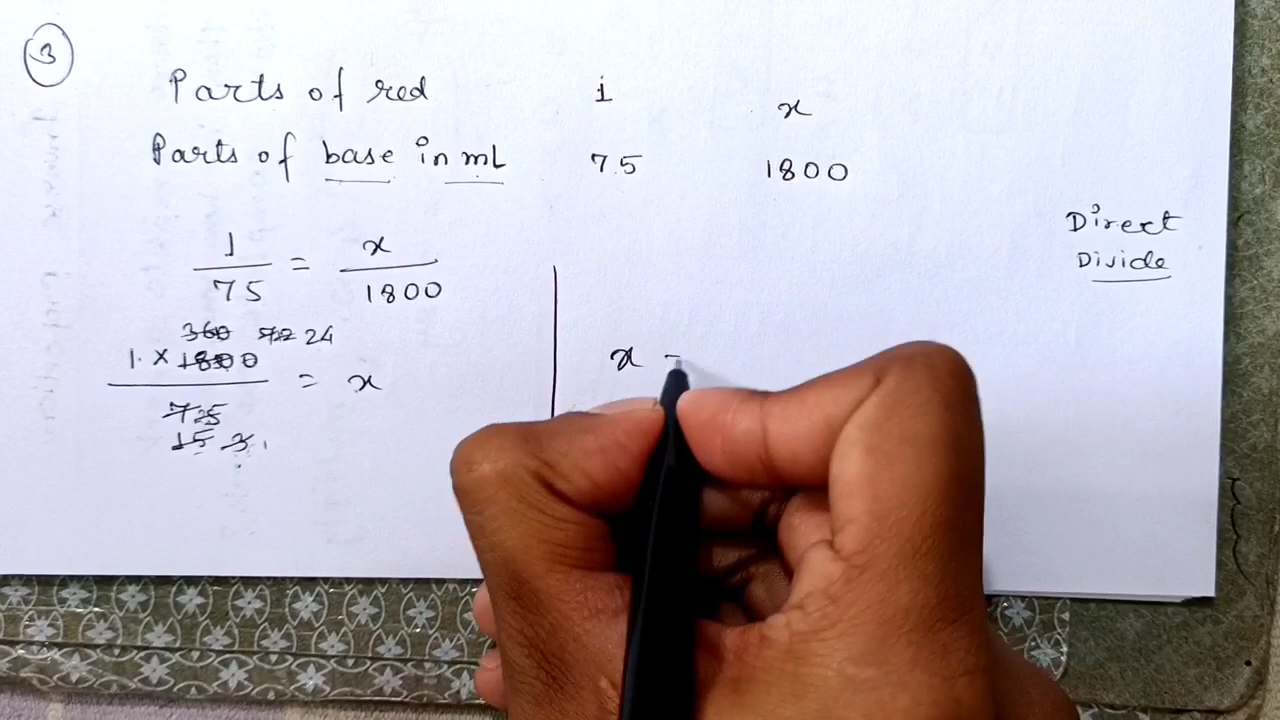 3
Parts of red 1 x
Parts of base in mL 75 1800
Direct
Divide
1 / 75 = x / 1800
360 24
1 × 1800 / 75 = x
15 3
x =